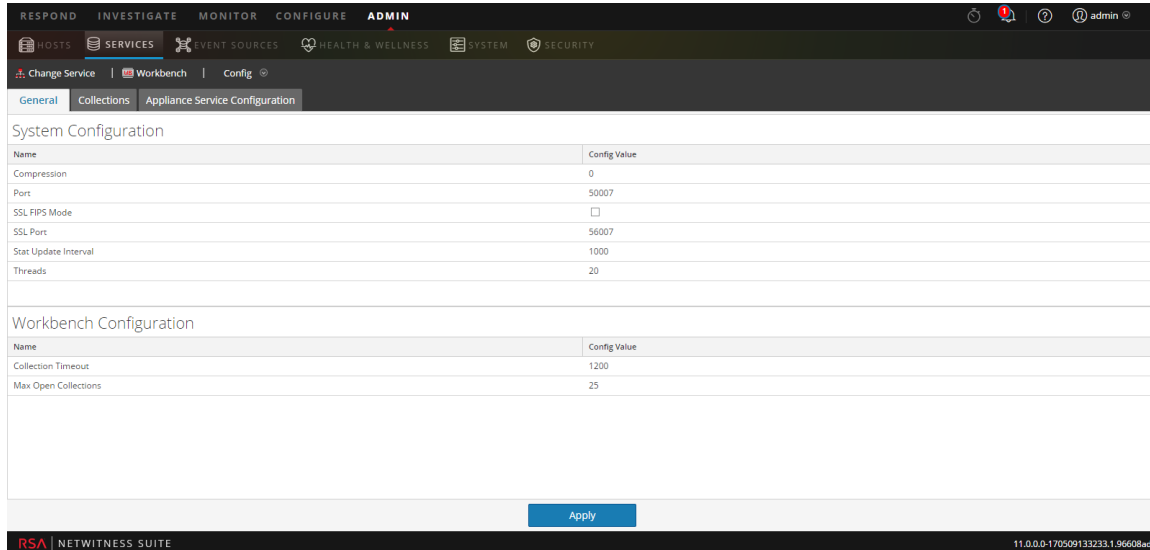 RESPOND INVESTIGATE MONITOR CONFIGURE ADMIN 1 ? admin
HOSTS SERVICES EVENT SOURCES HEALTH & WELLNESS SYSTEM SECURITY
Change Service | Workbench | Config
General Collections Appliance Service Configuration
System Configuration
Name Config Value
Compression 0
Port 50007
SSL FIPS Mode
SSL Port 56007
Stat Update Interval 1000
Threads 20
Workbench Configuration
Name Config Value
Collection Timeout 1200
Max Open Collections 25
Apply
RSA | NETWITNESS SUITE 11.0.0.0-170509133233.1.96608ad